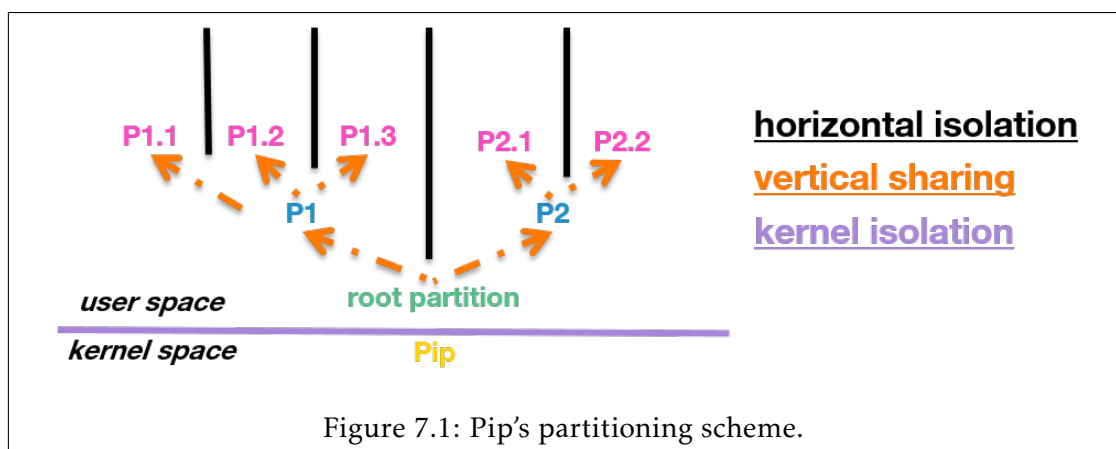 P1.1 P1.2 P1.3 P2.1 P2.2
horizontal isolation
vertical sharing
P1 P2
kernel isolation
user space root partition
kernel space Pip
Figure 7.1: Pip's partitioning scheme.